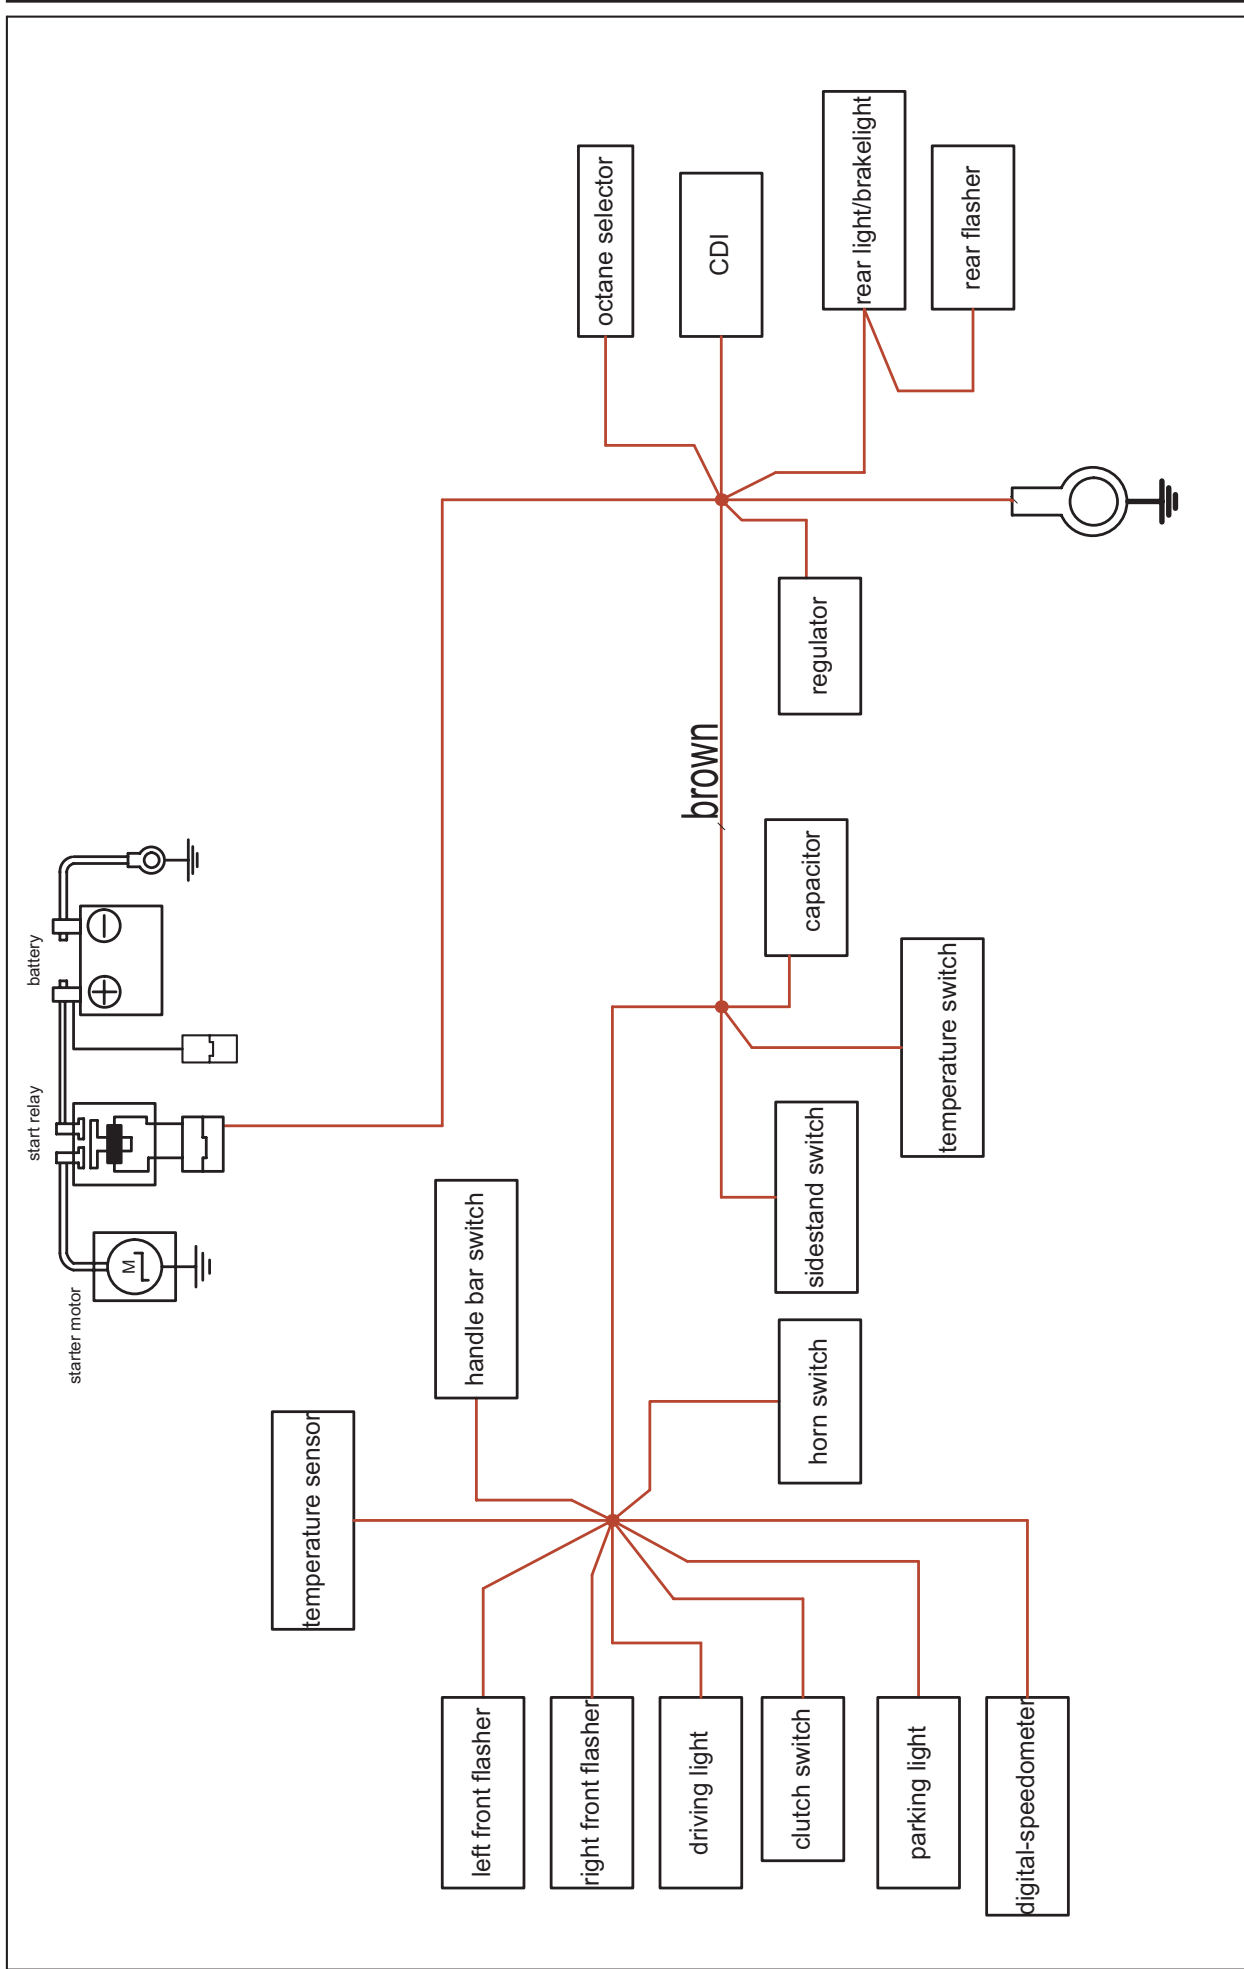 starter motor
M
start relay
battery
temperature sensor
handle bar switch
left front flasher
right front flasher
driving light
clutch switch
parking light
digital-speedometer
horn switch
sidestand switch
temperature switch
capacitor
brown
regulator
octane selector
CDI
rear light/brakelight
rear flasher